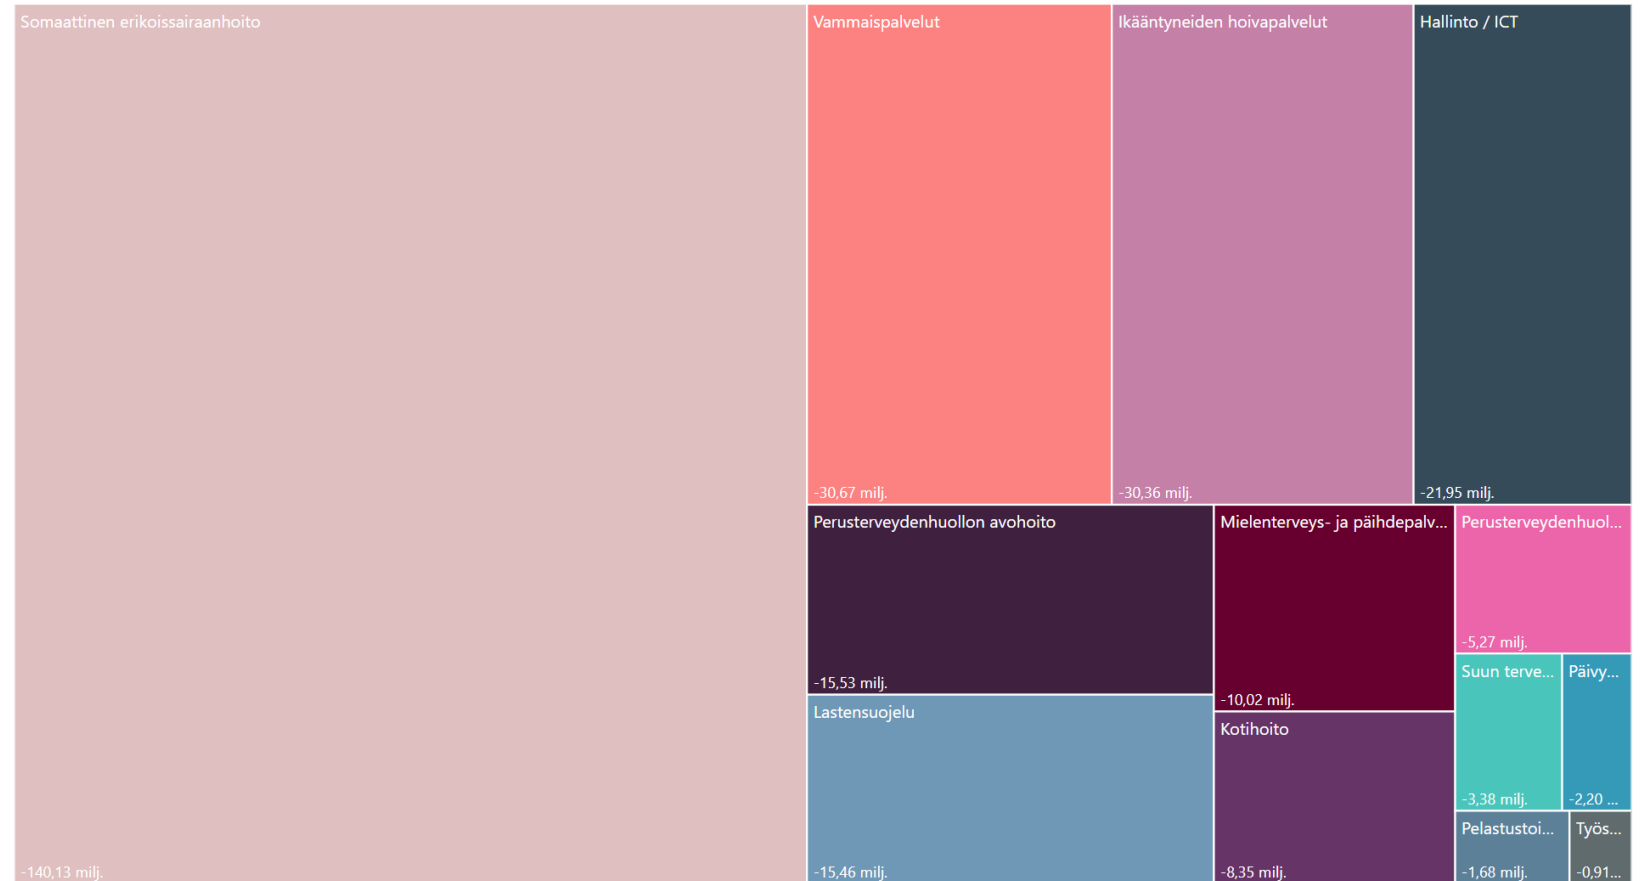 Somaattinen erikoissairaanhoito
-140,13 milj.
Vammaispalvelut
-30,67 milj.
Ikääntyneiden hoivapalvelut
-30,36 milj.
Hallinto / ICT
-21,95 milj.
Perusterveydenhuollon avohoito
-15,53 milj.
Lastensuojelu
-15,46 milj.
Mielenterveys- ja päihdepalv...
-10,02 milj.
Kotihoito
-8,35 milj.
Perusterveydenhuol...
-5,27 milj.
Suun terve...
-3,38 milj.
Päivy...
-2,20 ...
Pelastustoi...
-1,68 milj.
Työs...
-0,91...